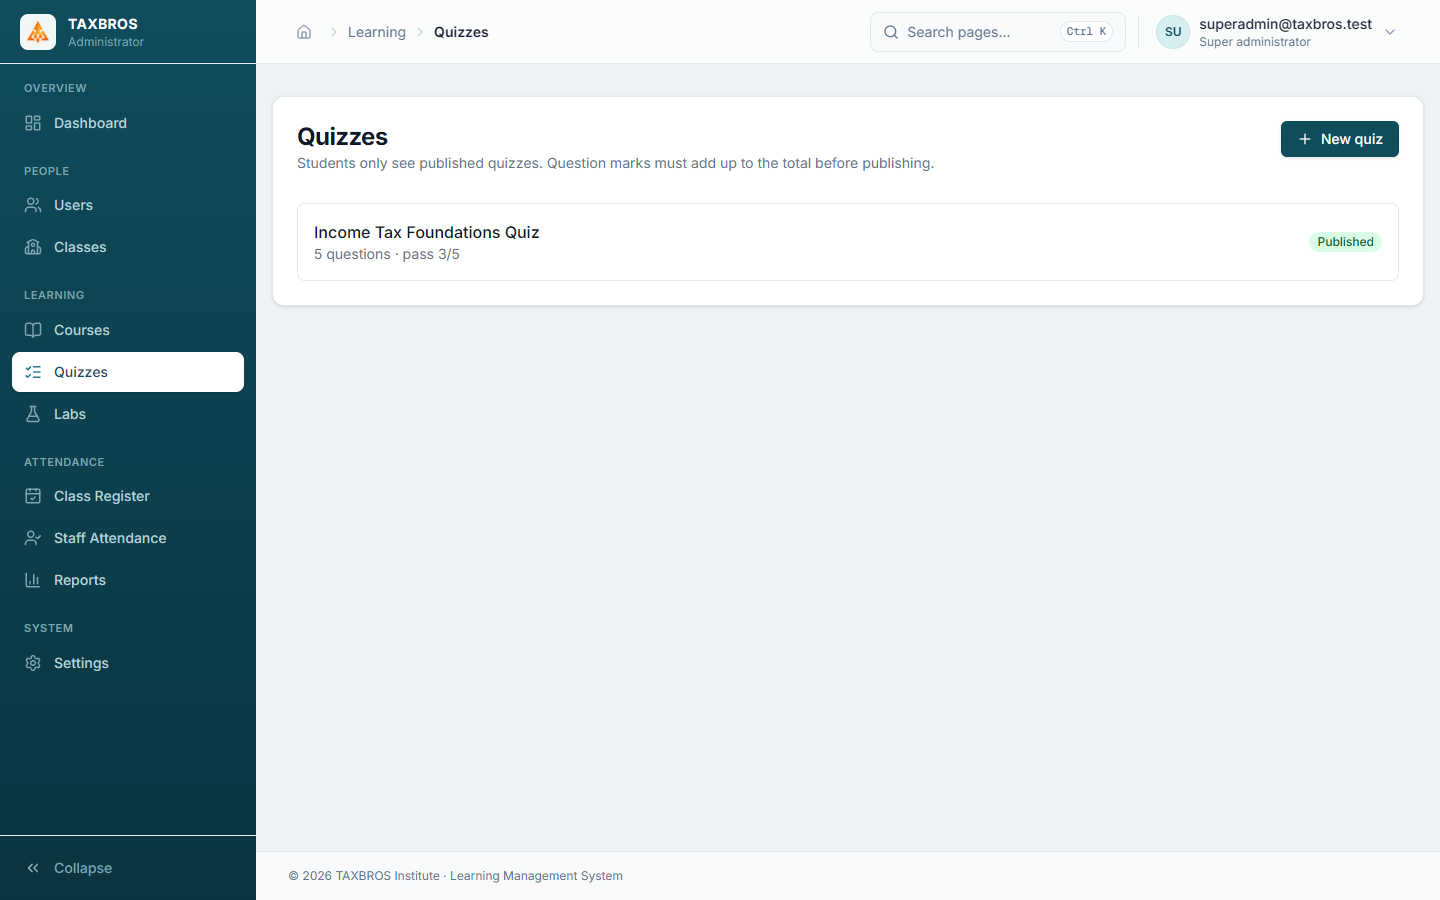 TAXBROS
Administrator
OVERVIEW
Dashboard
PEOPLE
Users
Classes
LEARNING
Courses
Quizzes
Labs
ATTENDANCE
Class Register
Staff Attendance
Reports
SYSTEM
Settings
Collapse
Learning
Quizzes
Search pages...
Ctrl K
SU
superadmin@taxbros.test
Super administrator
Quizzes
Students only see published quizzes. Question marks must add up to the total before publishing.
New quiz
Income Tax Foundations Quiz
5 questions · pass 3/5
Published
© 2026 TAXBROS Institute · Learning Management System